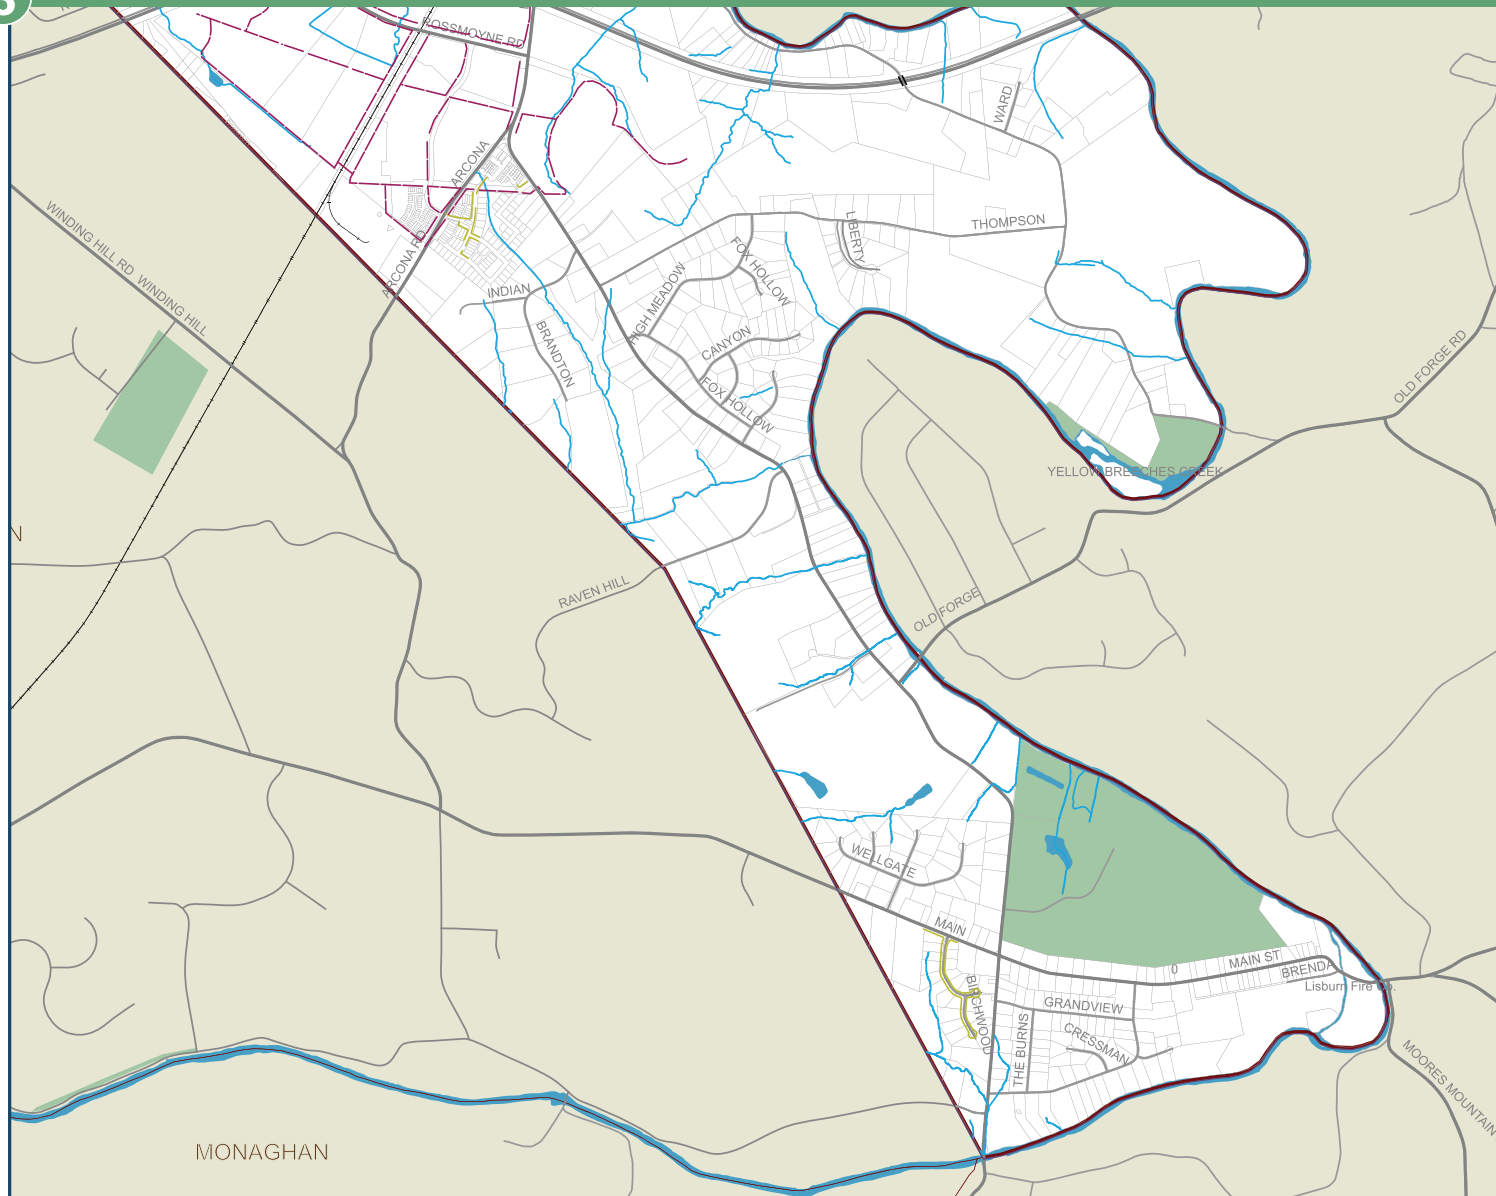 ROSSMOYNE RD
WARD
ARCONA
WINDING HILL RD
WINDING HILL
ARCONA RD
THOMPSON
LIBERTY
FOX HOLLOW
HIGH MEADOW
INDIAN
BRANDTON
CANYON
FOX HOLLOW
OLD FORGE RD
YELLOW BREECHES CREEK
N
RAVEN HILL
OLD FORGE
WELLGATE
MAIN
MAIN ST
0
BRENDA
Lisburn Fire Co.
BIRCHWOOD
GRANDVIEW
THE BURNS
CRESSMAN
MOORES MOUNTAIN
MONAGHAN